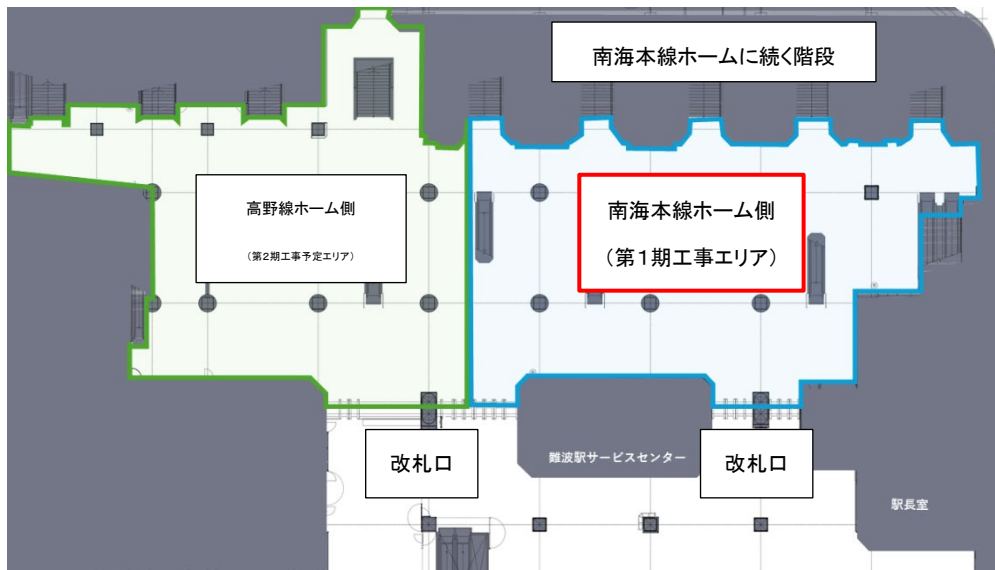 南海本線ホームに続く階段
高野線ホーム側
（第２期工事予定エリア）
南海本線ホーム側
（第１期工事エリア）
改札口
難波駅サービスセンター
改札口
駅長室